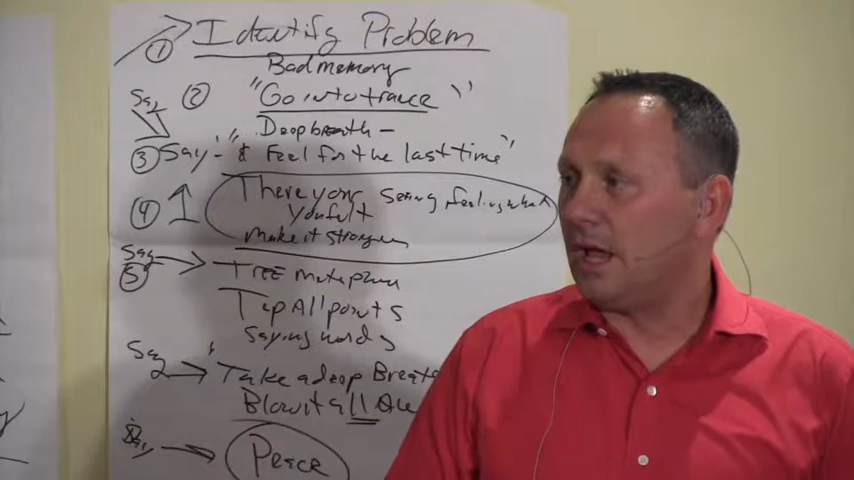 ① Identify Problem
Bad memory
Say ② "Go into trance"
Deep breath -
③ Say - "& Feel for the last time"
④ There your seeing, feeling what
you felt
make it stronger
Say
⑤ TREE metaphor
Tap All points
saying words
Say "Take a deep Breat
Blow it all
Say Peace